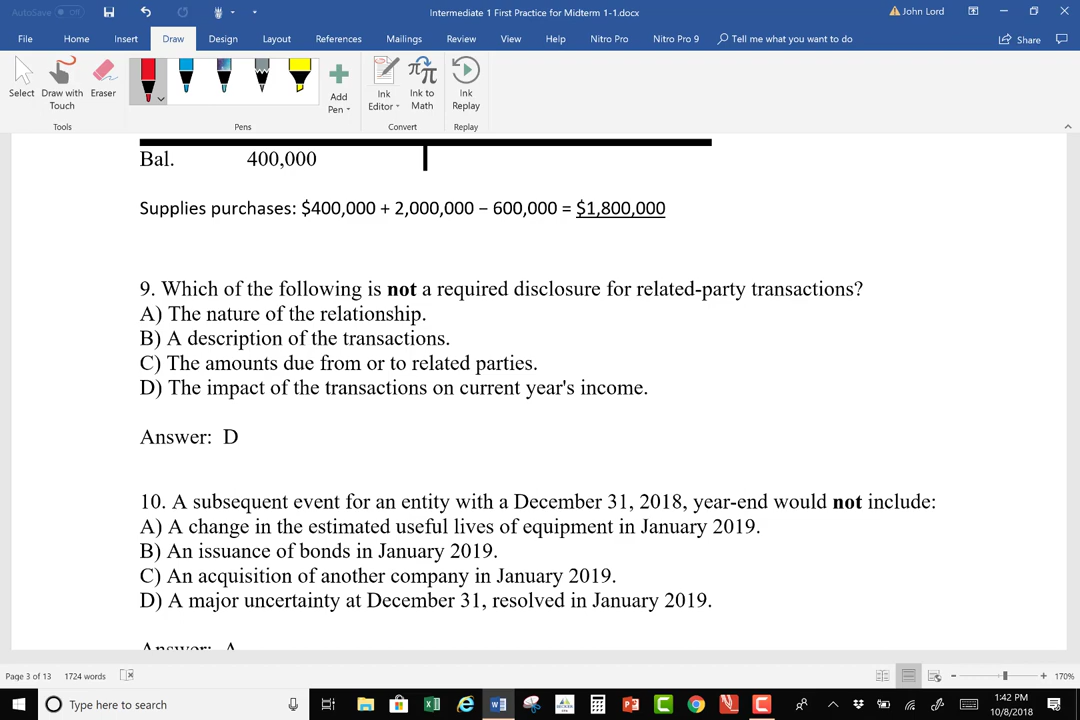 AutoSave Off
Intermediate 1 First Practice for Midterm 1-1.docx
John Lord
File Home Insert Draw Design Layout References Mailings Review View Help Nitro Pro Nitro Pro 9 Tell me what you want to do
Share
Select
Draw with Touch
Eraser
Add Pen
Ink Editor
Ink to Math
Ink Replay
Tools Pens Convert Replay
Bal. 400,000
Supplies purchases: $400,000 + 2,000,000 − 600,000 = $1,800,000
9. Which of the following is not a required disclosure for related-party transactions?
A) The nature of the relationship.
B) A description of the transactions.
C) The amounts due from or to related parties.
D) The impact of the transactions on current year's income.
Answer: D
10. A subsequent event for an entity with a December 31, 2018, year-end would not include:
A) A change in the estimated useful lives of equipment in January 2019.
B) An issuance of bonds in January 2019.
C) An acquisition of another company in January 2019.
D) A major uncertainty at December 31, resolved in January 2019.
Answer: A
Page 3 of 13 1724 words
170%
Type here to search
1:42 PM
10/8/2018